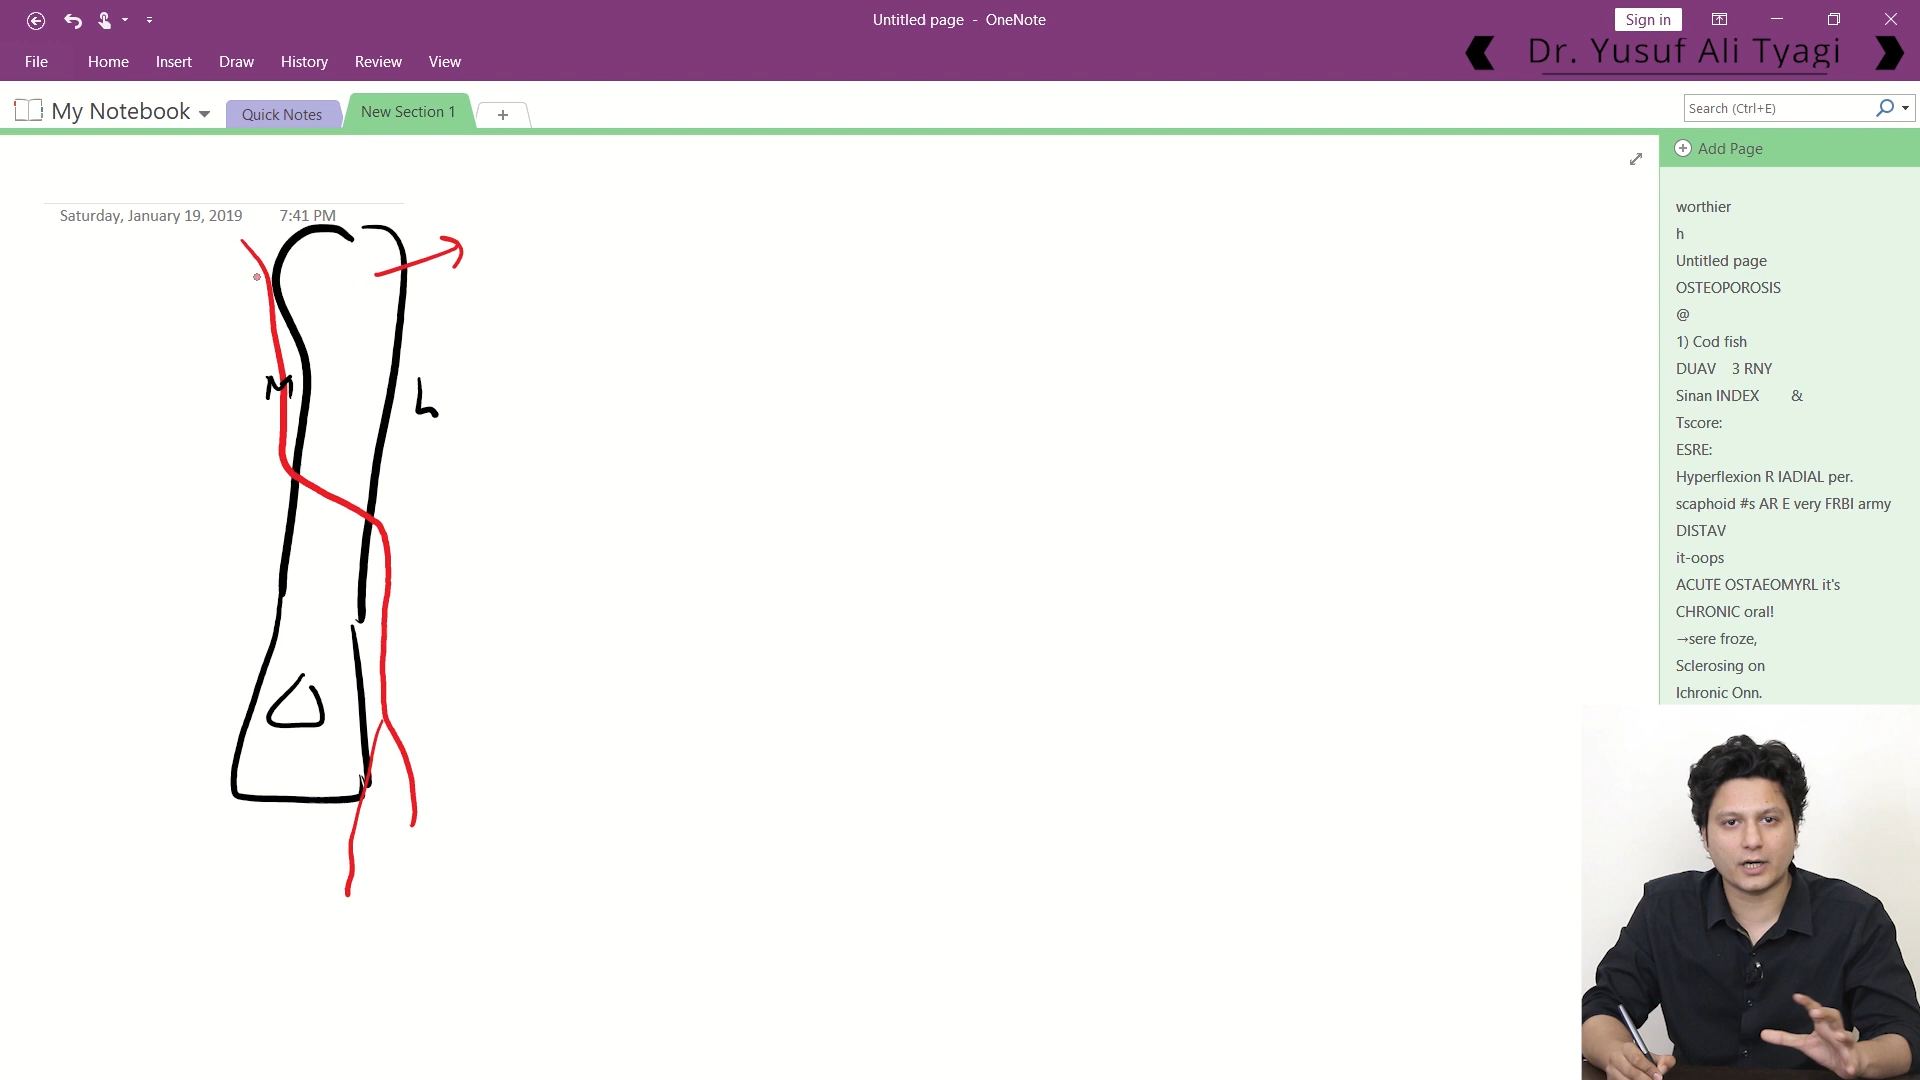 Untitled page - OneNote
Sign in
File Home Insert Draw History Review View
Dr. Yusuf Ali Tyagi
My Notebook
Quick Notes
New Section 1
+
Search (Ctrl+E)
Add Page
Saturday, January 19, 2019 7:41 PM
M
L
worthier
h
Untitled page
OSTEOPOROSIS
@
1) Cod fish
DUAV 3 RNY
Sinan INDEX &
Tscore:
ESRE:
Hyperflexion R IADIAL per.
scaphoid #s AR E very FRBI army
DISTAV
it-oops
ACUTE OSTAEOMYRL it's
CHRONIC oral!
→sere froze,
Sclerosing on
Ichronic Onn.